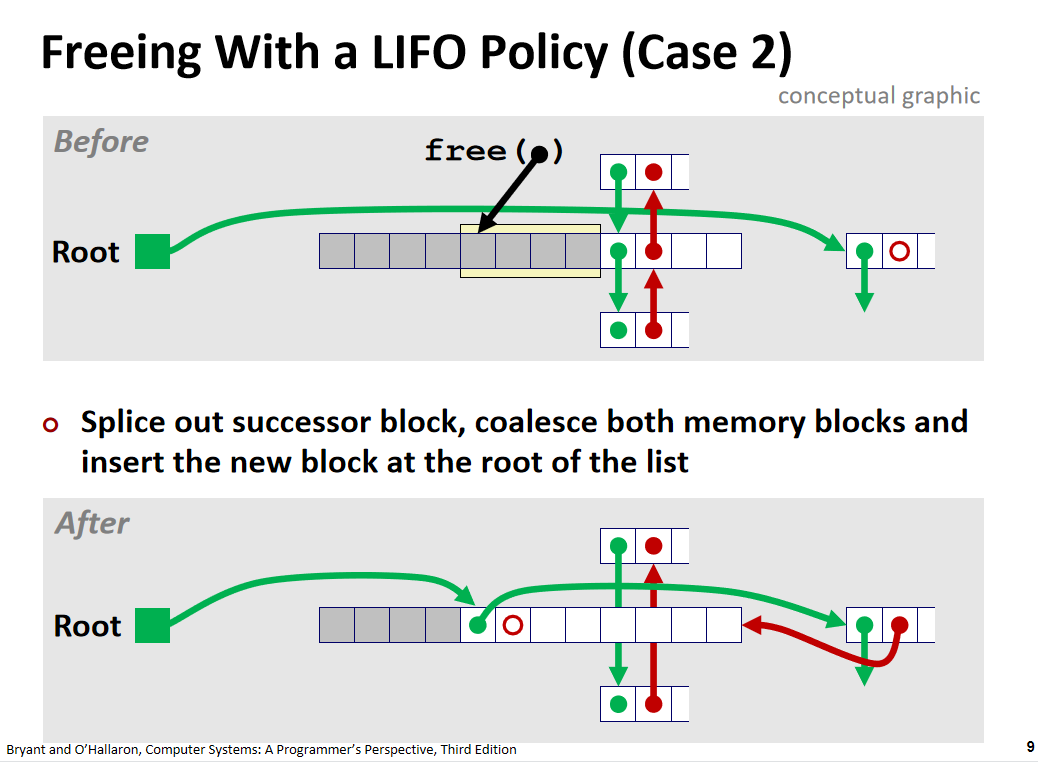 Freeing With a LIFO Policy (Case 2)
conceptual graphic
Before
free( )
Root
Splice out successor block, coalesce both memory blocks and
insert the new block at the root of the list
After
Root
Bryant and O’Hallaron, Computer Systems: A Programmer’s Perspective, Third Edition
9